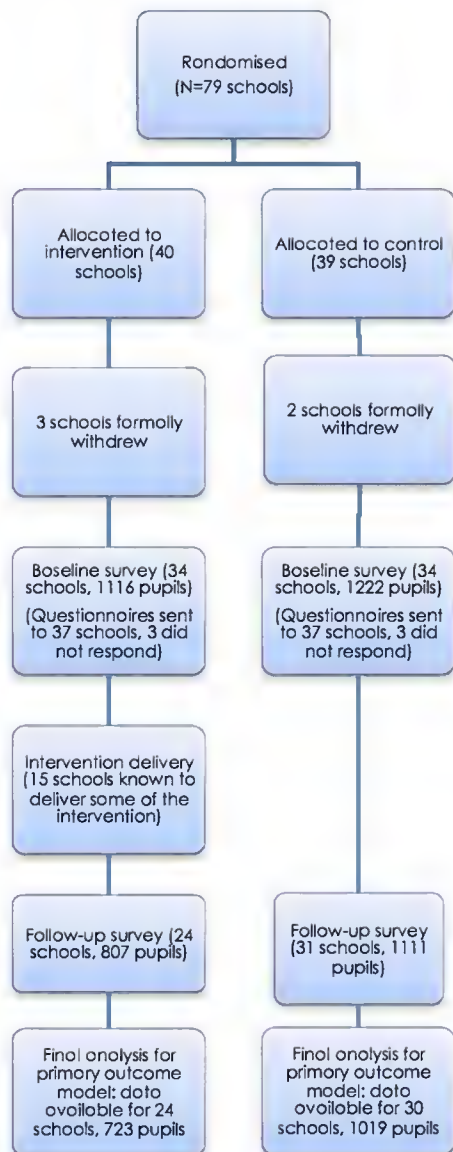 Rondomised
(N=79 schools)
Allocoted to
intervention (40
schools)
Allocoted to control
(39 schools)
3 schools formolly
withdrew
2 schools formolly
withdrew
Boseline survey (34
schools, 1116 pupils)
(Questionnoires sent
to 37 schools, 3 did
not respond)
Boseline survey (34
schools, 1222 pupils)
(Questionnoires sent
to 37 schools, 3 did
not respond)
Intervention delivery
(15 schools known to
deliver some of the
intervention)
Follow-up survey (24
schools, 807 pupils)
Follow-up survey
(31 schools, 1111
pupils)
Finol onolysis for
primary outcome
model: doto
ovoilable for 24
schools, 723 pupils
Finol onolysis for
primary outcome
model: doto
ovoilable for 30
schools, 1019 pupils